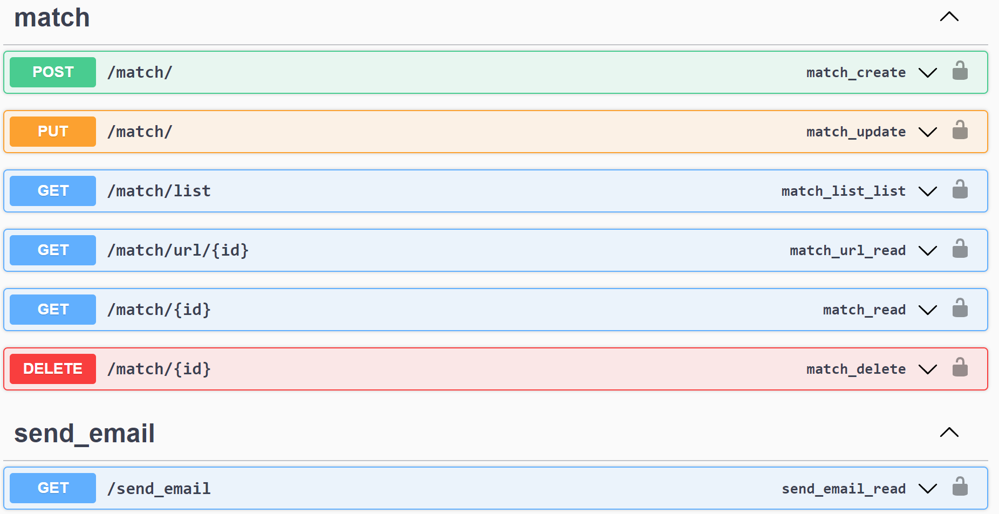 match
POST /match/ match_create
PUT /match/ match_update
GET /match/list match_list_list
GET /match/url/{id} match_url_read
GET /match/{id} match_read
DELETE /match/{id} match_delete
send_email
GET /send_email send_email_read